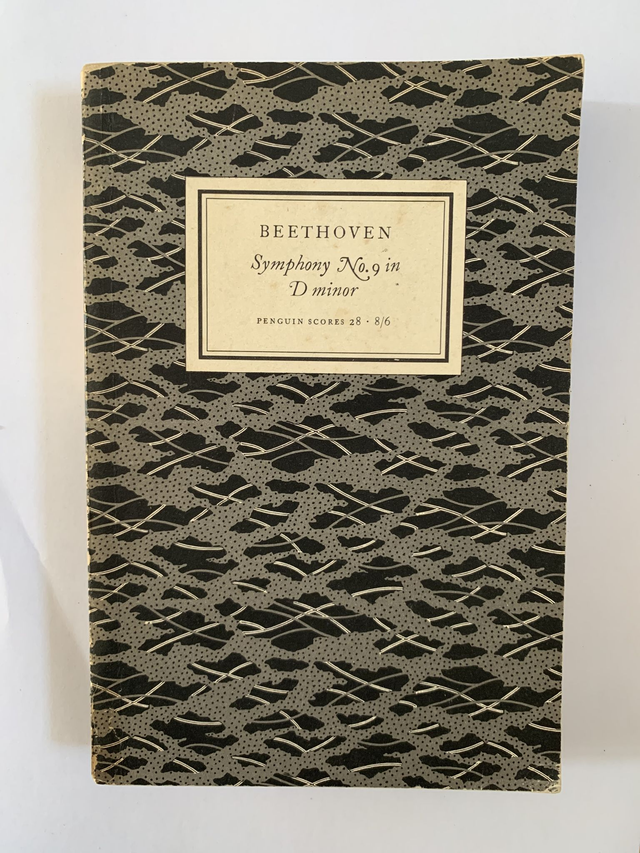 BEETHOVEN
Symphony No. 9 in
D minor
PENGUIN SCORES 28 · 8/6